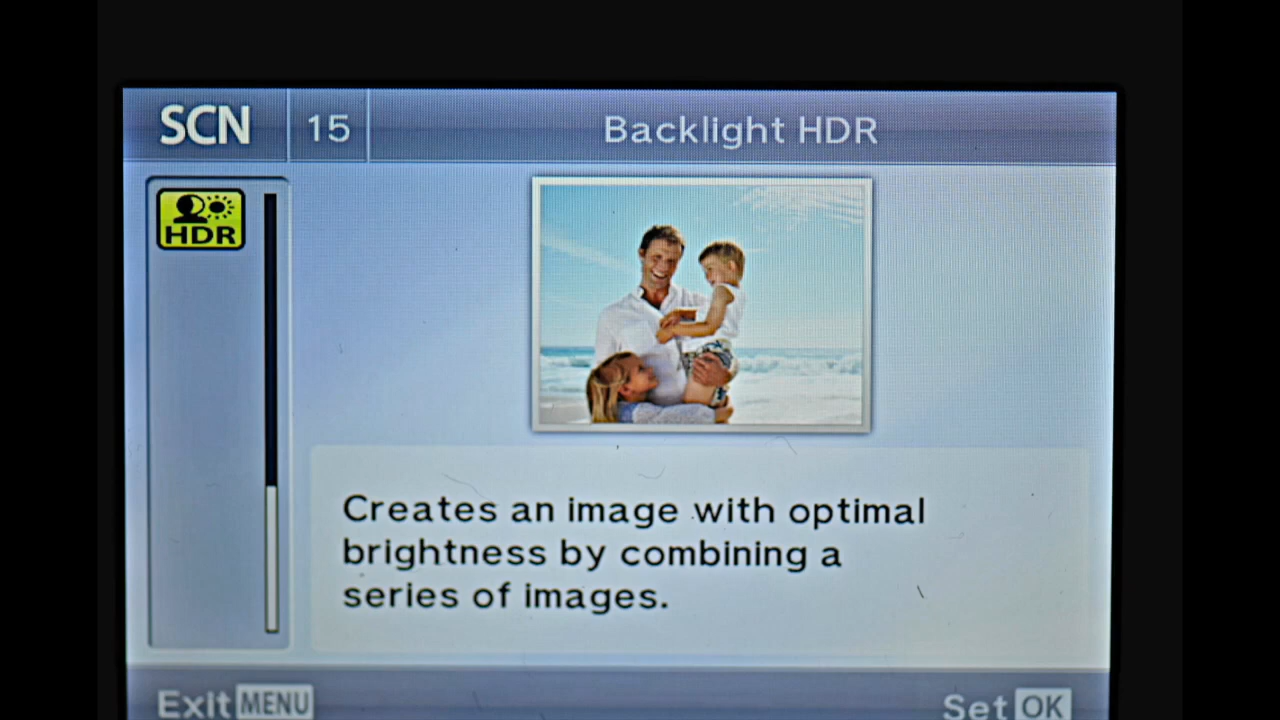 SCN 15 Backlight HDR
HDR
Creates an image with optimal
brightness by combining a
series of images.
Exit MENU Set OK